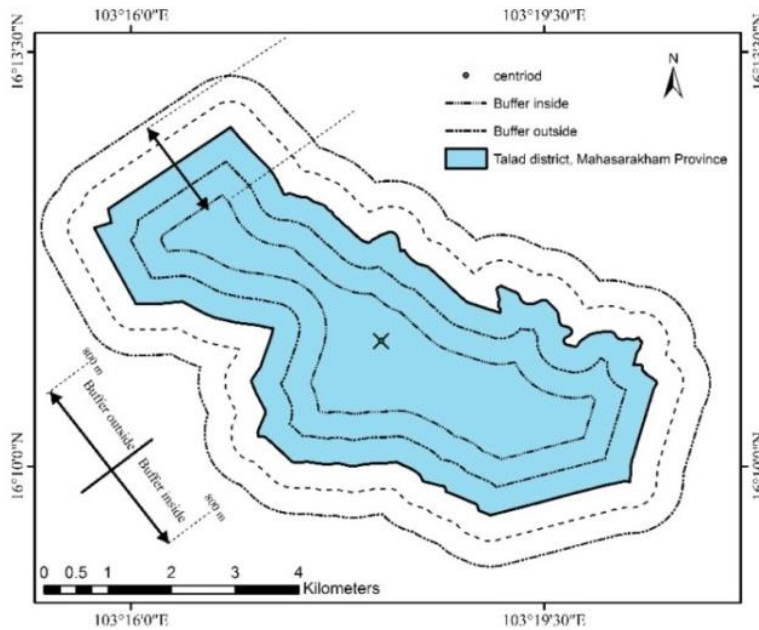 103°16'0"E 103°19'30"E
16°13'30"N
16°13'30"N
N
centriod
Buffer inside
Buffer outside
Talad district, Mahasarakham Province
800 m
Buffer outside
Buffer inside
800 m
16°10'0"N
16°10'0"N
0 0.5 1 2 3 4
Kilometers
103°16'0"E 103°19'30"E